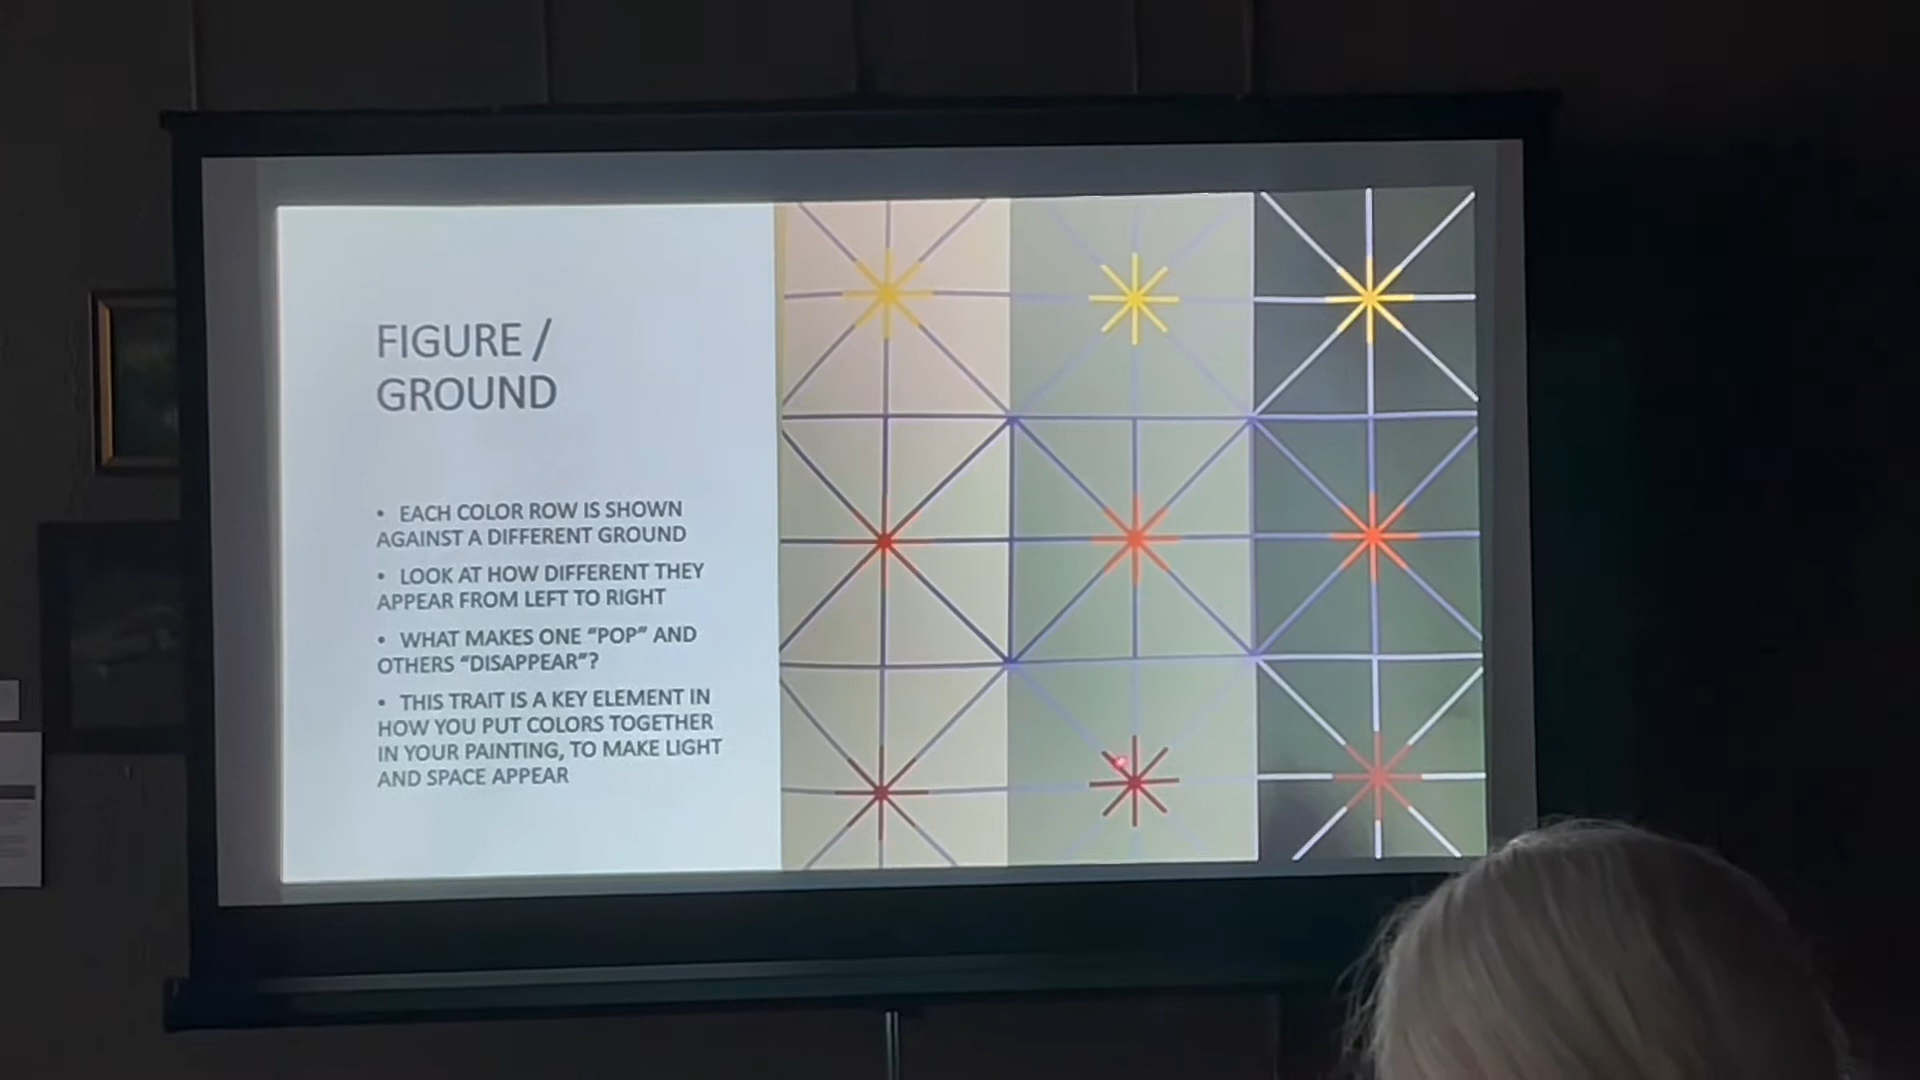 FIGURE /
GROUND
• EACH COLOR ROW IS SHOWN
AGAINST A DIFFERENT GROUND
• LOOK AT HOW DIFFERENT THEY
APPEAR FROM LEFT TO RIGHT
• WHAT MAKES ONE “POP” AND
OTHERS “DISAPPEAR”?
• THIS TRAIT IS A KEY ELEMENT IN
HOW YOU PUT COLORS TOGETHER
IN YOUR PAINTING, TO MAKE LIGHT
AND SPACE APPEAR